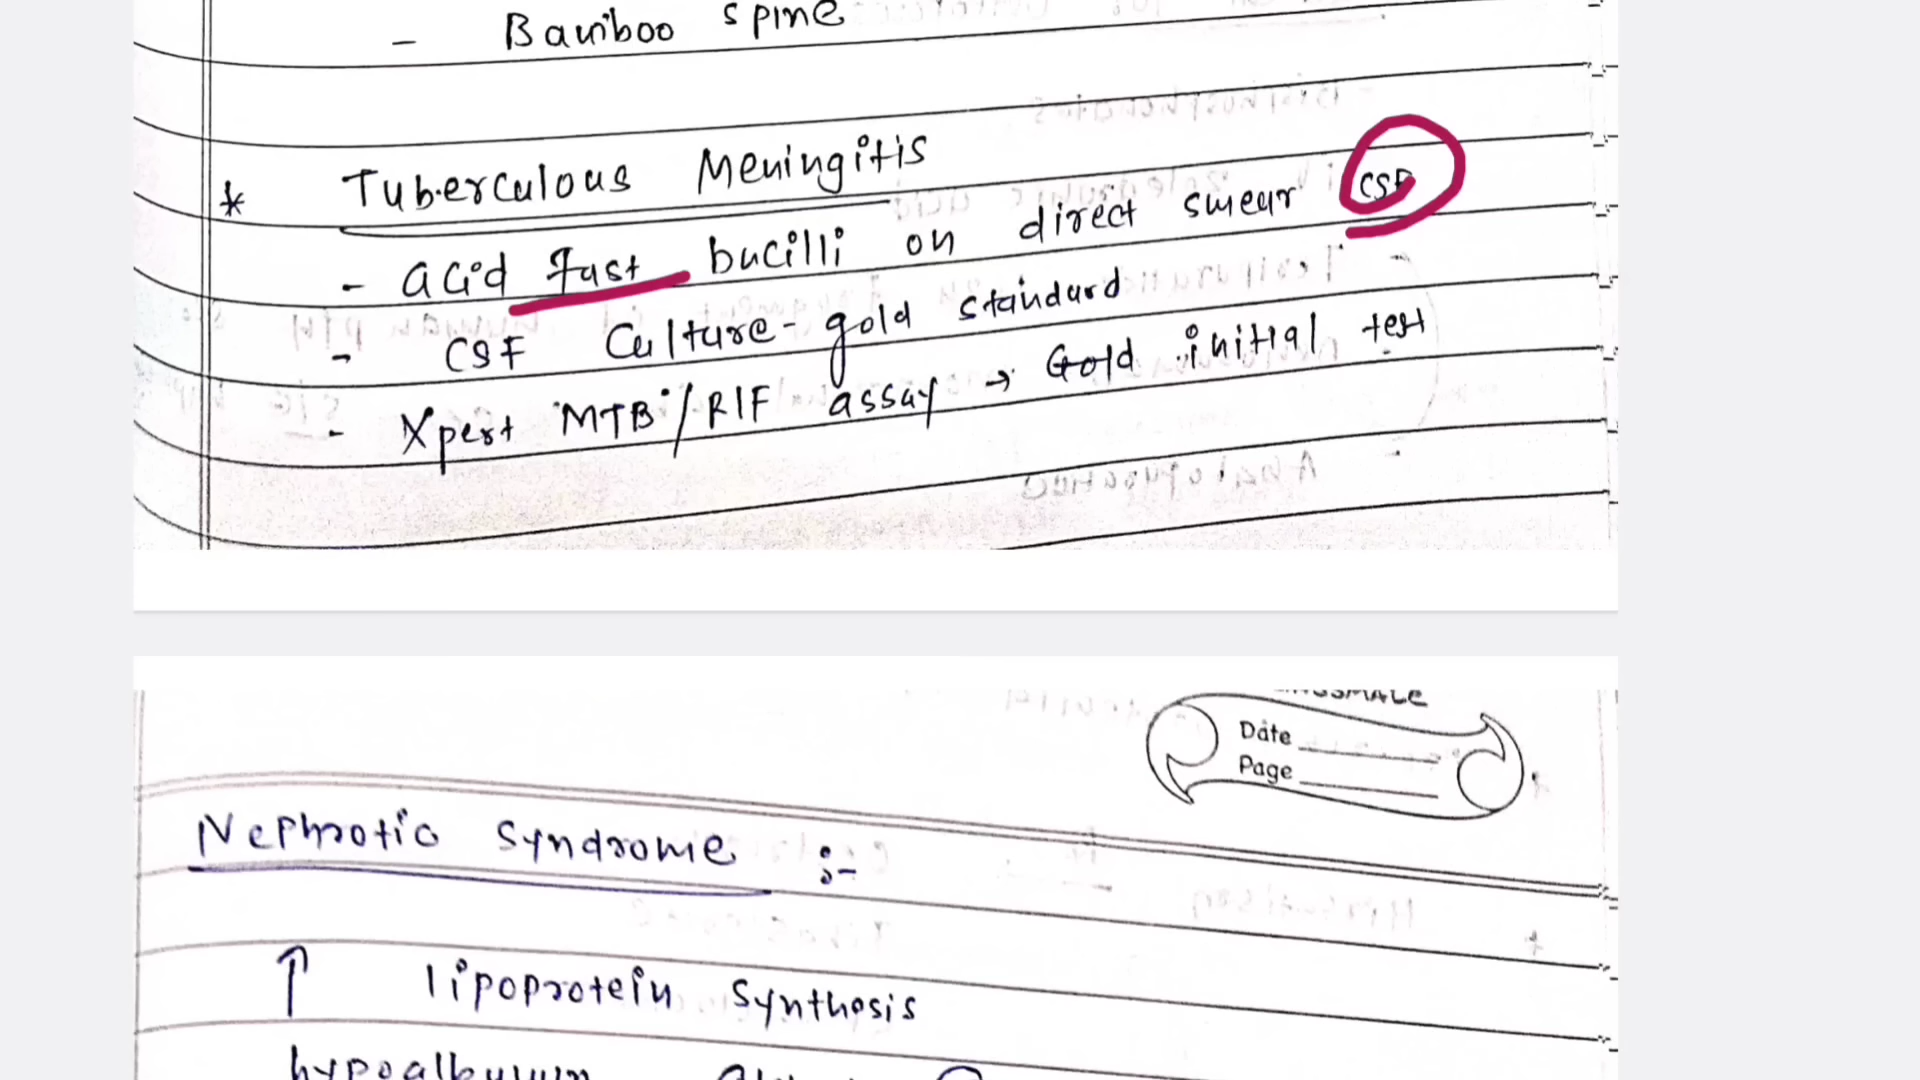 - Bamboo spine
* Tuberculous Meningitis
- acid fast bacilli on direct smear CSF
- CSF Culture - gold standard
- Xpert MTB/RIF assay → Gold initial test
Date
Page
Nephrotic Syndrome :-
↑ lipoprotein synthesis